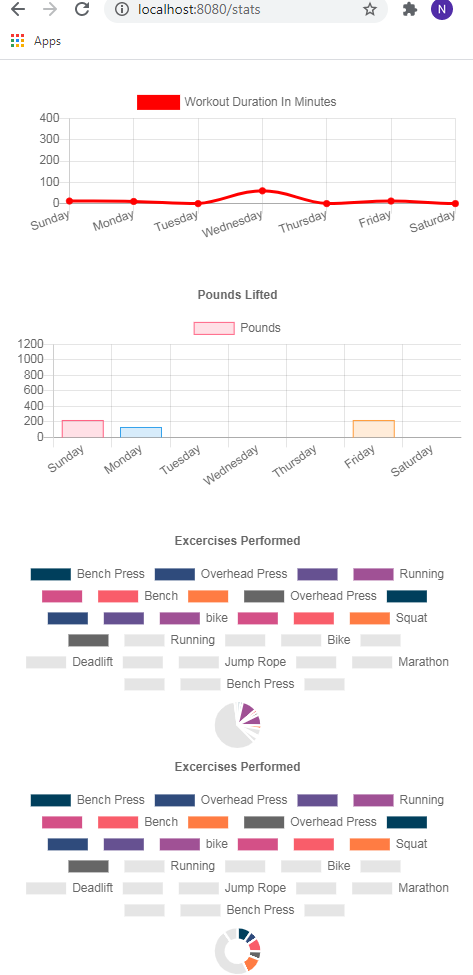 localhost:8080/stats
N
Apps
Workout Duration In Minutes
400
300
200
100
0
Sunday Monday Tuesday Wednesday Thursday Friday Saturday
Pounds Lifted
Pounds
1200
1000
800
600
400
200
0
Sunday Monday Tuesday Wednesday Thursday Friday Saturday
Excercises Performed
Bench Press Overhead Press Running
Bench Overhead Press
bike Squat
Running Bike
Deadlift Jump Rope Marathon
Bench Press
Excercises Performed
Bench Press Overhead Press Running
Bench Overhead Press
bike Squat
Running Bike
Deadlift Jump Rope Marathon
Bench Press